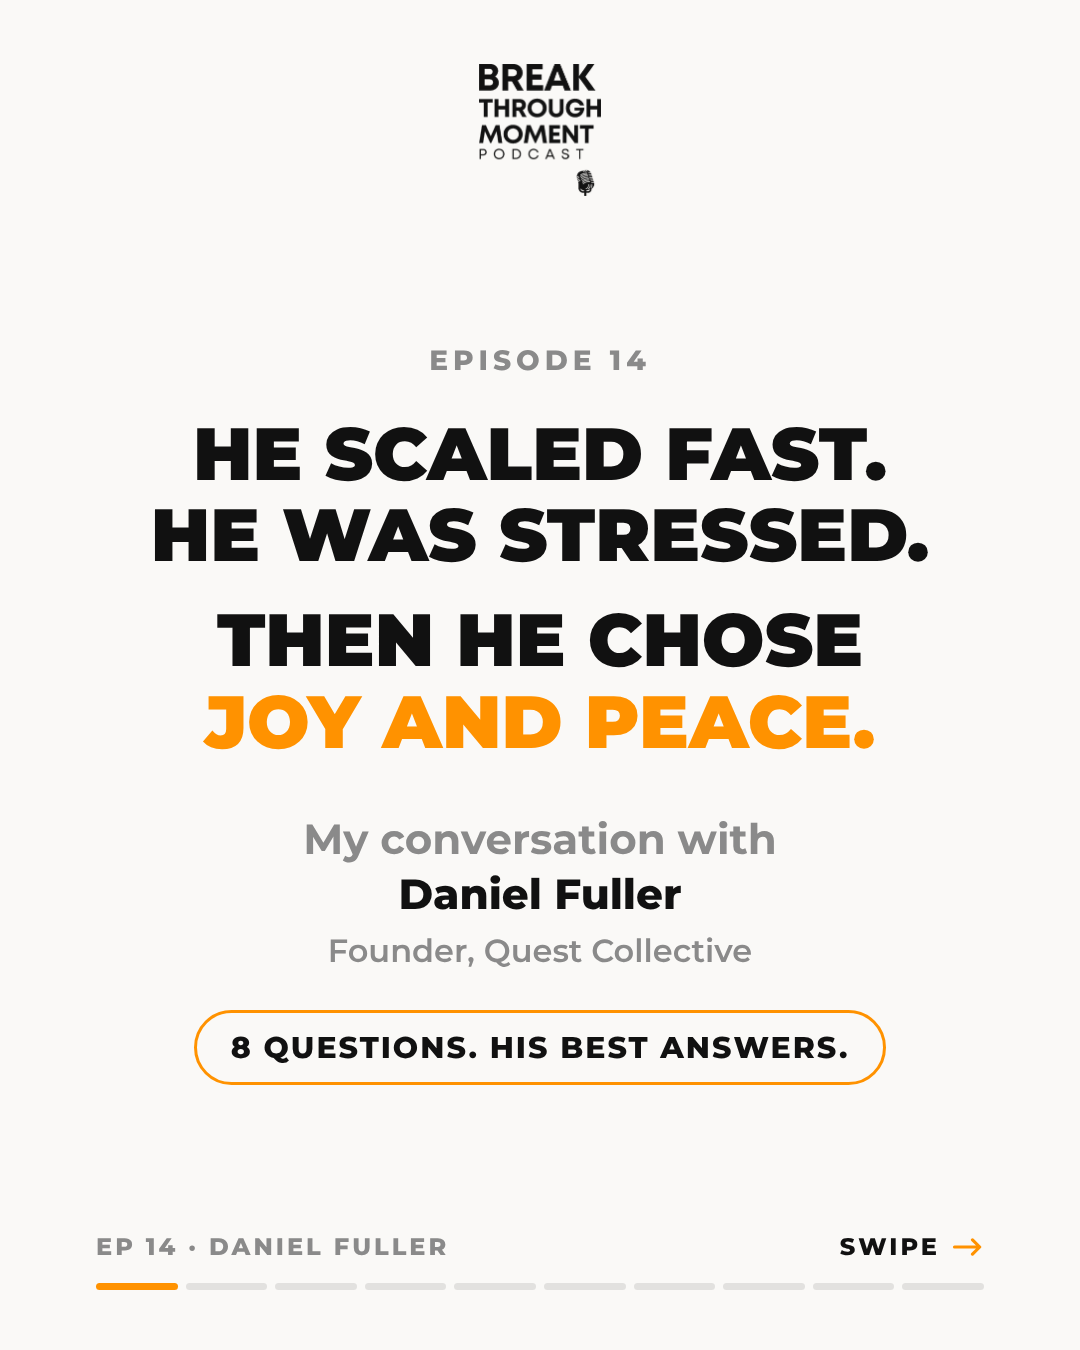 BREAK
THROUGH
MOMENT
PODCAST
EPISODE 14
HE SCALED FAST.
HE WAS STRESSED.
THEN HE CHOSE
JOY AND PEACE.
My conversation with
Daniel Fuller
Founder, Quest Collective
8 QUESTIONS. HIS BEST ANSWERS.
EP 14 · DANIEL FULLER
SWIPE →